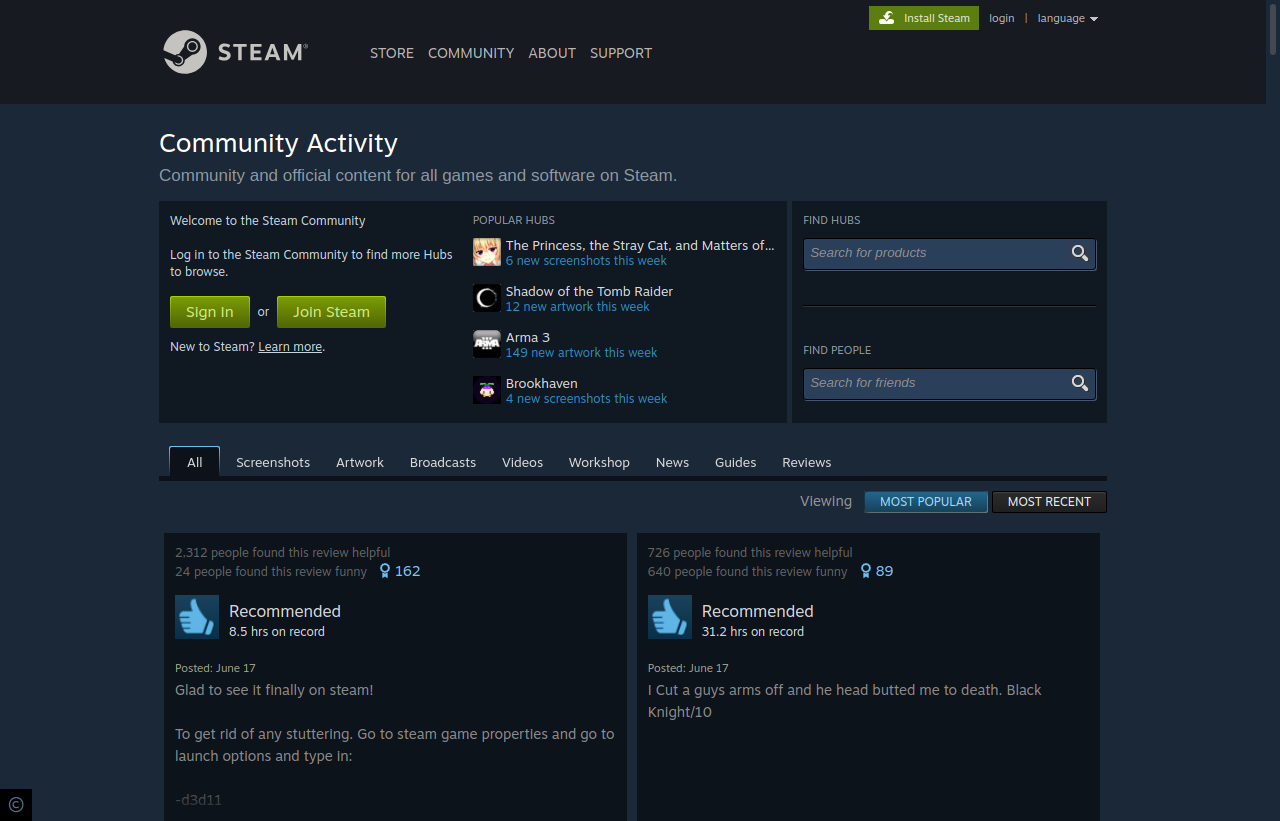 Install Steam
login
|
language
STEAM®
STORE
COMMUNITY
ABOUT
SUPPORT
Community Activity
Community and official content for all games and software on Steam.
Welcome to the Steam Community
Log in to the Steam Community to find more Hubs
to browse.
Sign In
or
Join Steam
New to Steam? Learn more.
POPULAR HUBS
The Princess, the Stray Cat, and Matters of...
6 new screenshots this week
Shadow of the Tomb Raider
12 new artwork this week
Arma 3
149 new artwork this week
Brookhaven
4 new screenshots this week
FIND HUBS
Search for products
FIND PEOPLE
Search for friends
All
Screenshots
Artwork
Broadcasts
Videos
Workshop
News
Guides
Reviews
Viewing
MOST POPULAR
MOST RECENT
2,312 people found this review helpful
24 people found this review funny
162
Recommended
8.5 hrs on record
Posted: June 17
Glad to see it finally on steam!
To get rid of any stuttering. Go to steam game properties and go to
launch options and type in:
-d3d11
726 people found this review helpful
640 people found this review funny
89
Recommended
31.2 hrs on record
Posted: June 17
I Cut a guys arms off and he head butted me to death. Black
Knight/10
©